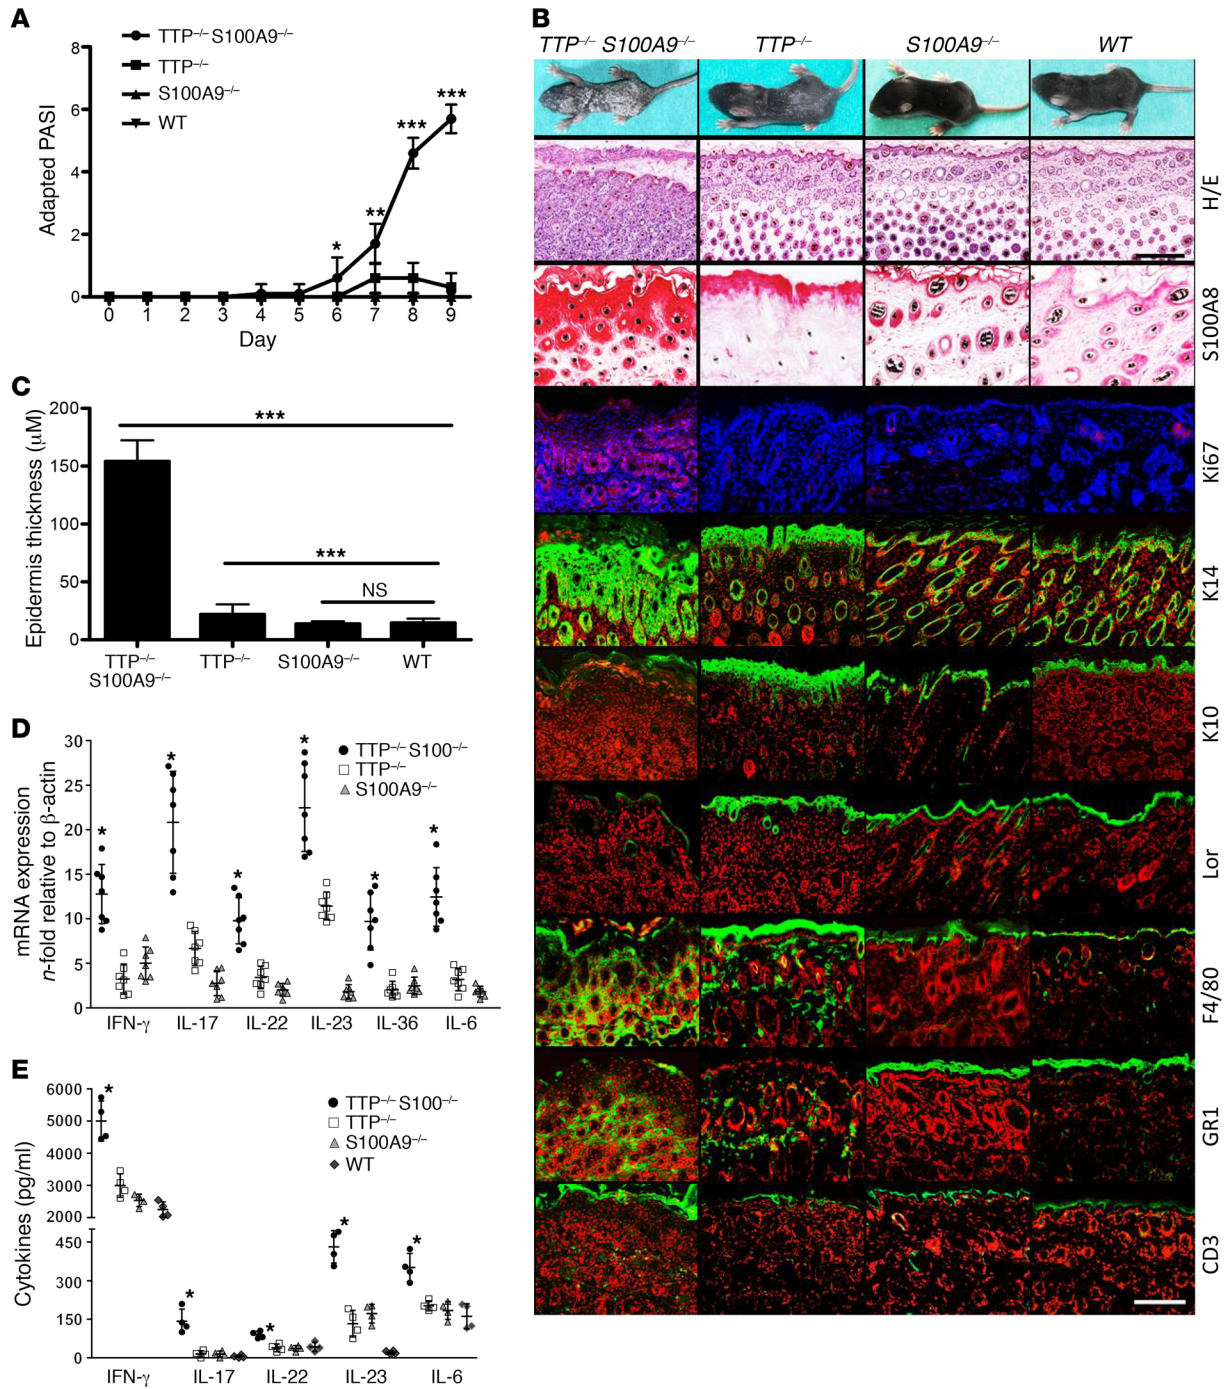 A
TTP–/– S100A9–/–
TTP–/–
S100A9–/–
WT
8
6
4
2
0
Adapted PASI
*
**
***
***
0 1 2 3 4 5 6 7 8 9
Day
B
TTP–/– S100A9–/– TTP–/– S100A9–/– WT
H/E
S100A8
Ki67
K14
K10
Lor
F4/80
GR1
CD3
C
200
150
100
50
0
Epidermis thickness (μM)
***
***
NS
TTP–/–
S100A9–/–
TTP–/–
S100A9–/–
WT
D
30
25
20
15
10
5
0
mRNA expression
n-fold relative to β-actin
TTP–/– S100–/–
TTP–/–
S100A9–/–
* * * * * *
IFN-γ IL-17 IL-22 IL-23 IL-36 IL-6
E
6000
5000
4000
3000
2000
450
300
150
0
Cytokines (pg/ml)
TTP–/– S100–/–
TTP–/–
S100A9–/–
WT
* * * * *
IFN-γ IL-17 IL-22 IL-23 IL-6